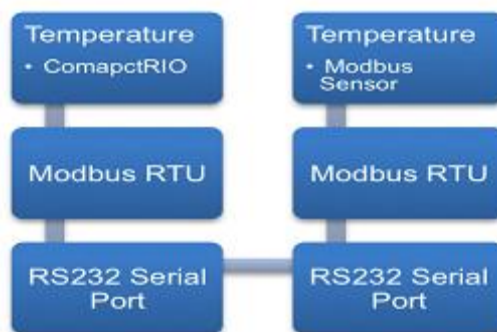 Temperature
• ComapctRIO
Modbus RTU
RS232 Serial
Port
Temperature
• Modbus
Sensor
Modbus RTU
RS232 Serial
Port